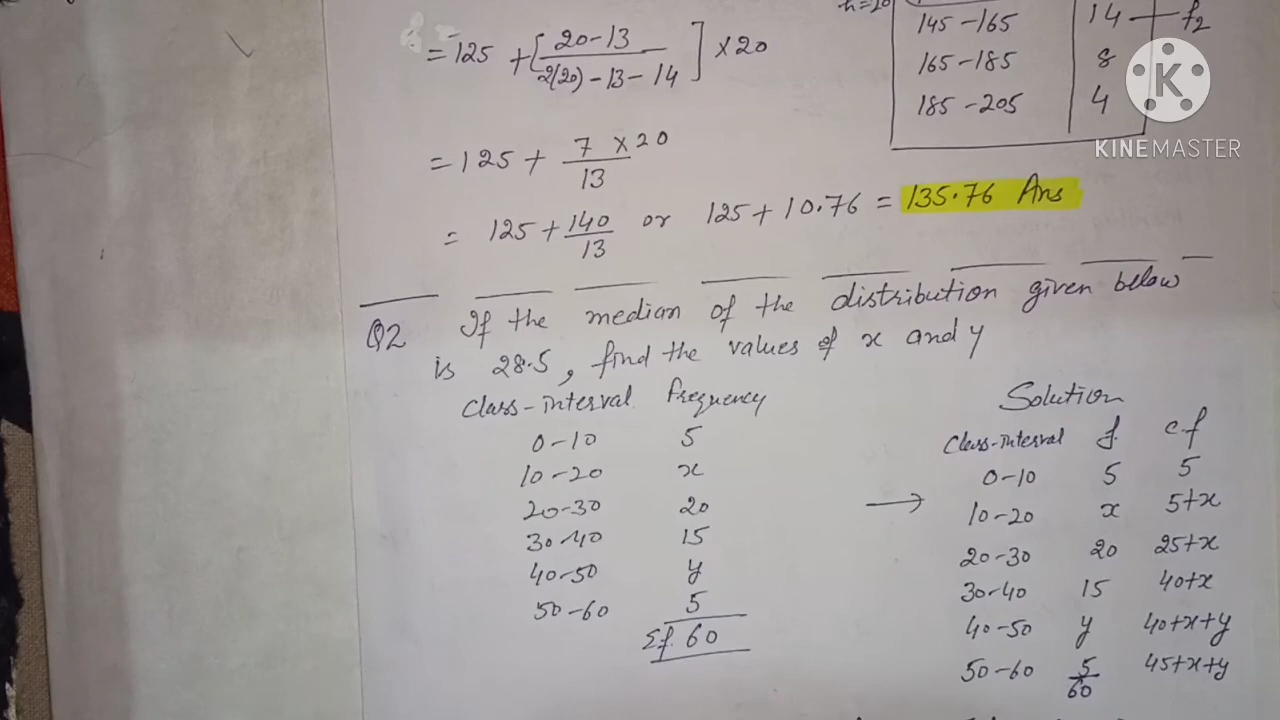 h=20
145-165 14 f2
165-185 8
185-205 4
= 125 + [20-13 / 2(20)-13-14] × 20
= 125 + 7 × 20 / 13
= 125 + 140/13 or 125 + 10.76 = 135.76 Ans
Q2 If the median of the distribution given below
is 28.5, find the values of x and y
Class-interval Frequency
0-10 5
10-20 x
20-30 20
30-40 15
40-50 y
50-60 5
Σf 60
Solution
Class-interval f cf
0-10 5 5
10-20 x 5+x
20-30 20 25+x
30-40 15 40+x
40-50 y 40+x+y
50-60 5 45+x+y
60
K
KINEMASTER